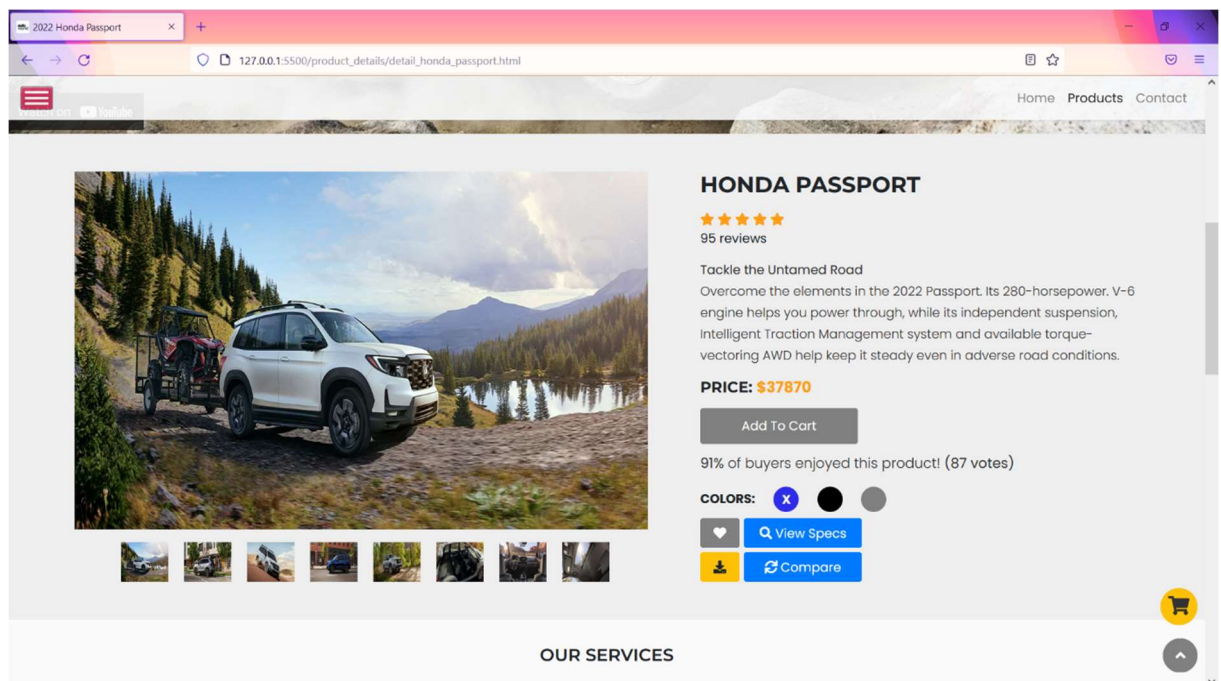 2022 Honda Passport
127.0.0.1:5500/product_details/detail_honda_passport.html
Watch on YouTube
Home Products Contact
HONDA PASSPORT
95 reviews
Tackle the Untamed Road
Overcome the elements in the 2022 Passport. Its 280-horsepower. V-6
engine helps you power through, while its independent suspension,
Intelligent Traction Management system and available torque-
vectoring AWD help keep it steady even in adverse road conditions.
PRICE: $37870
Add To Cart
91% of buyers enjoyed this product! (87 votes)
COLORS: X
View Specs
Compare
OUR SERVICES